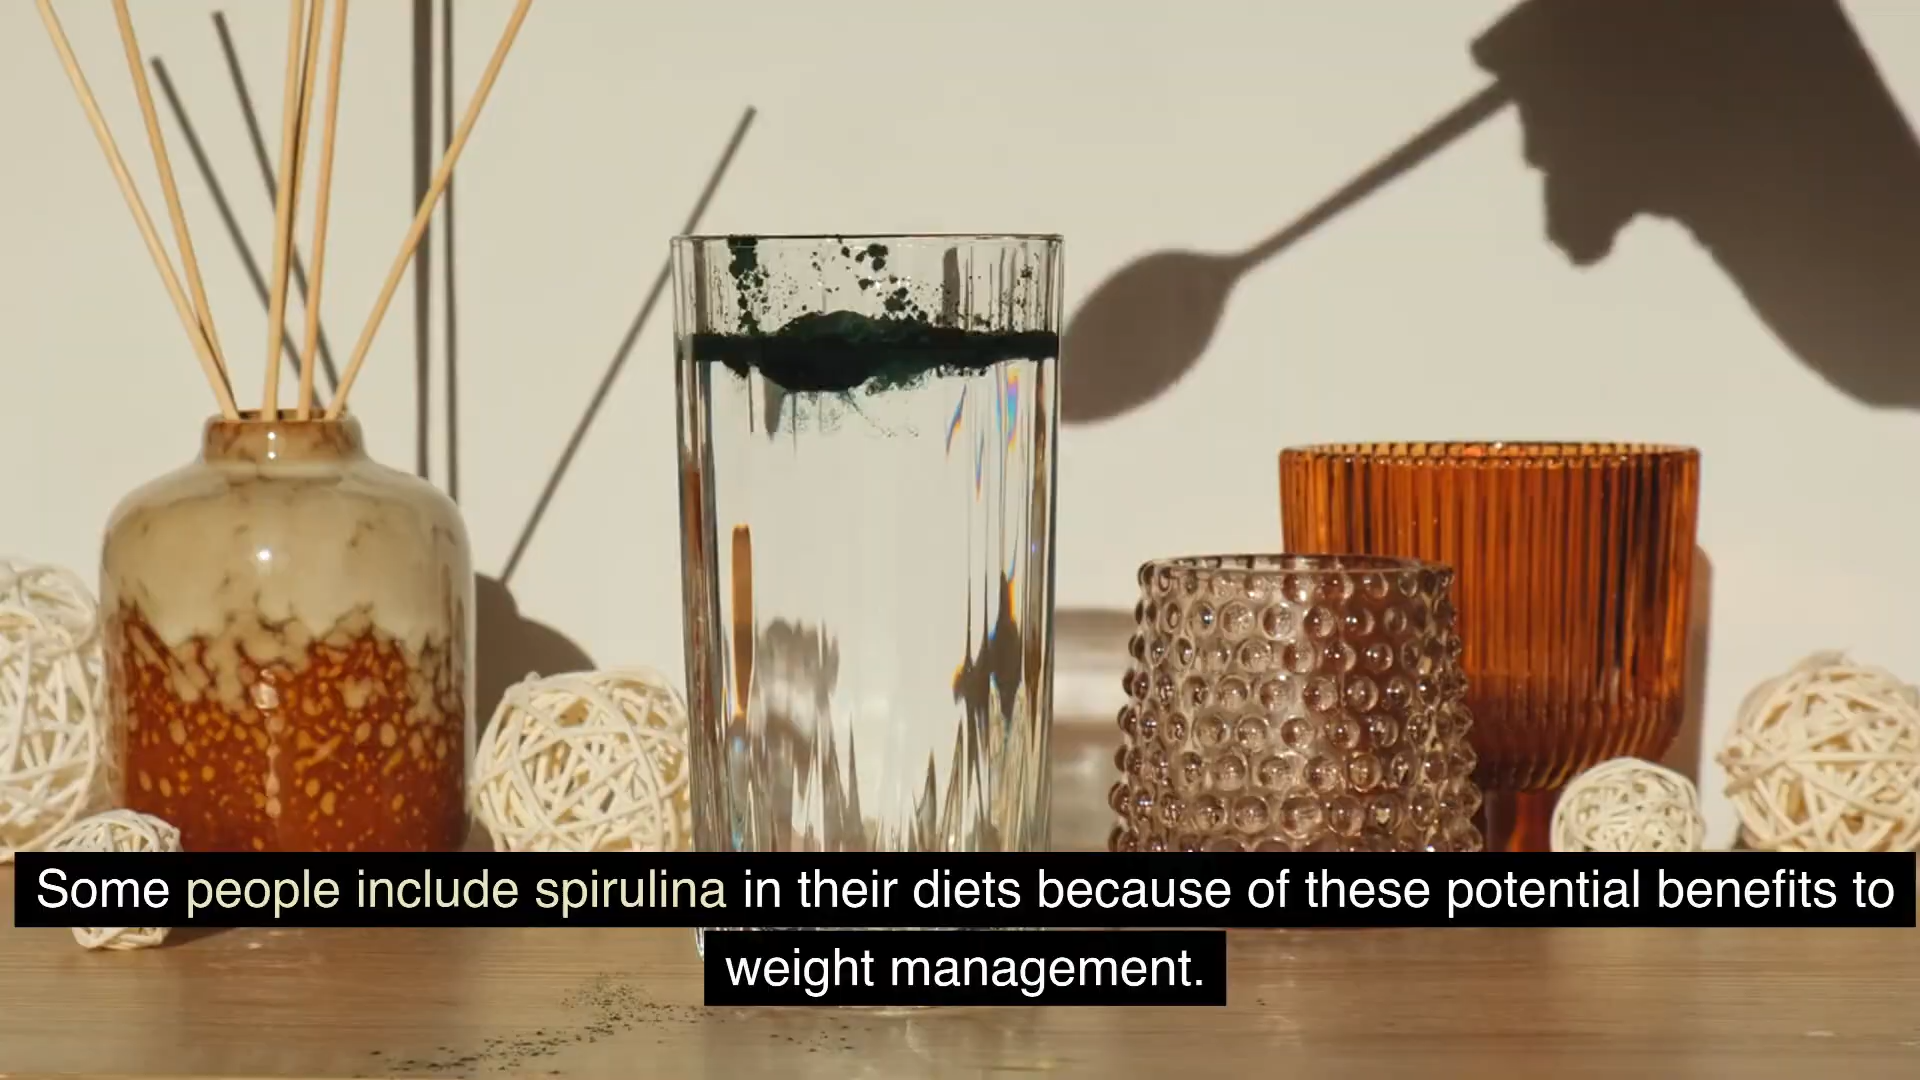 Some people include spirulina in their diets because of these potential benefits to
weight management.